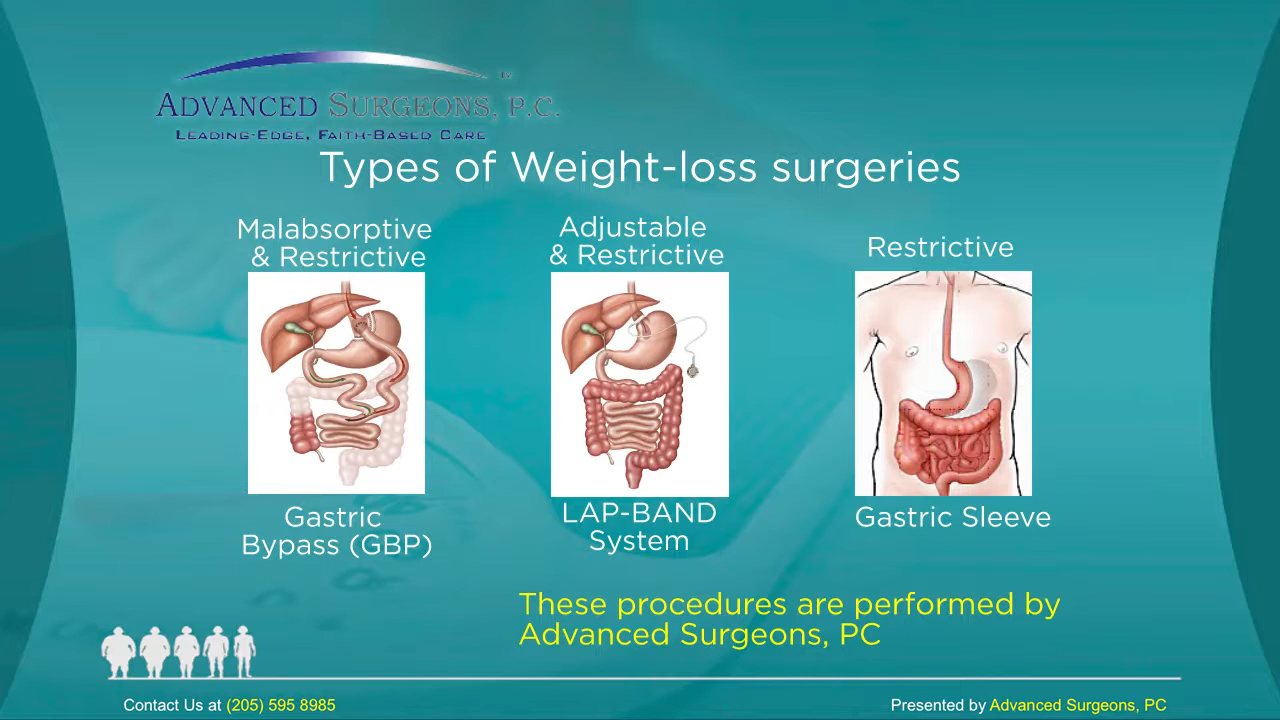 ADVANCED SURGEONS, P.C.
LEADING-EDGE, FAITH-BASED CARE
Types of Weight-loss surgeries
Malabsorptive
& Restrictive
Adjustable
& Restrictive
Restrictive
Gastric
Bypass (GBP)
LAP-BAND
System
Gastric Sleeve
These procedures are performed by
Advanced Surgeons, PC
Contact Us at (205) 595 8985
Presented by Advanced Surgeons, PC